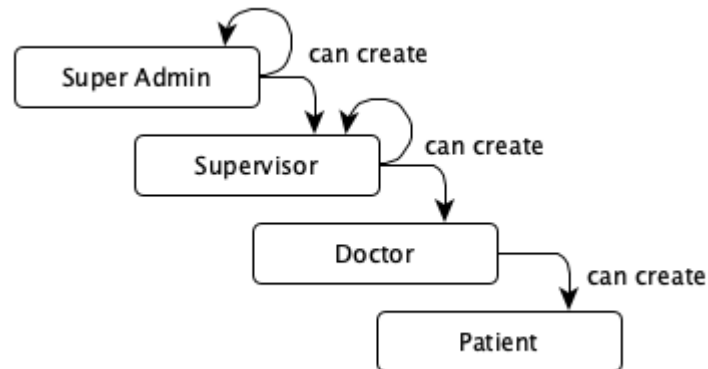 can create
Super Admin
can create
Supervisor
Doctor
can create
Patient